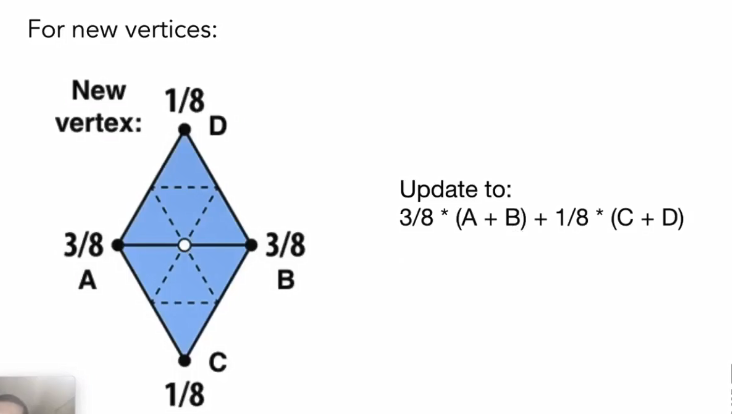 For new vertices:
New 1/8
vertex: D
Update to:
3/8 * (A + B) + 1/8 * (C + D)
3/8 3/8
A B
C
1/8